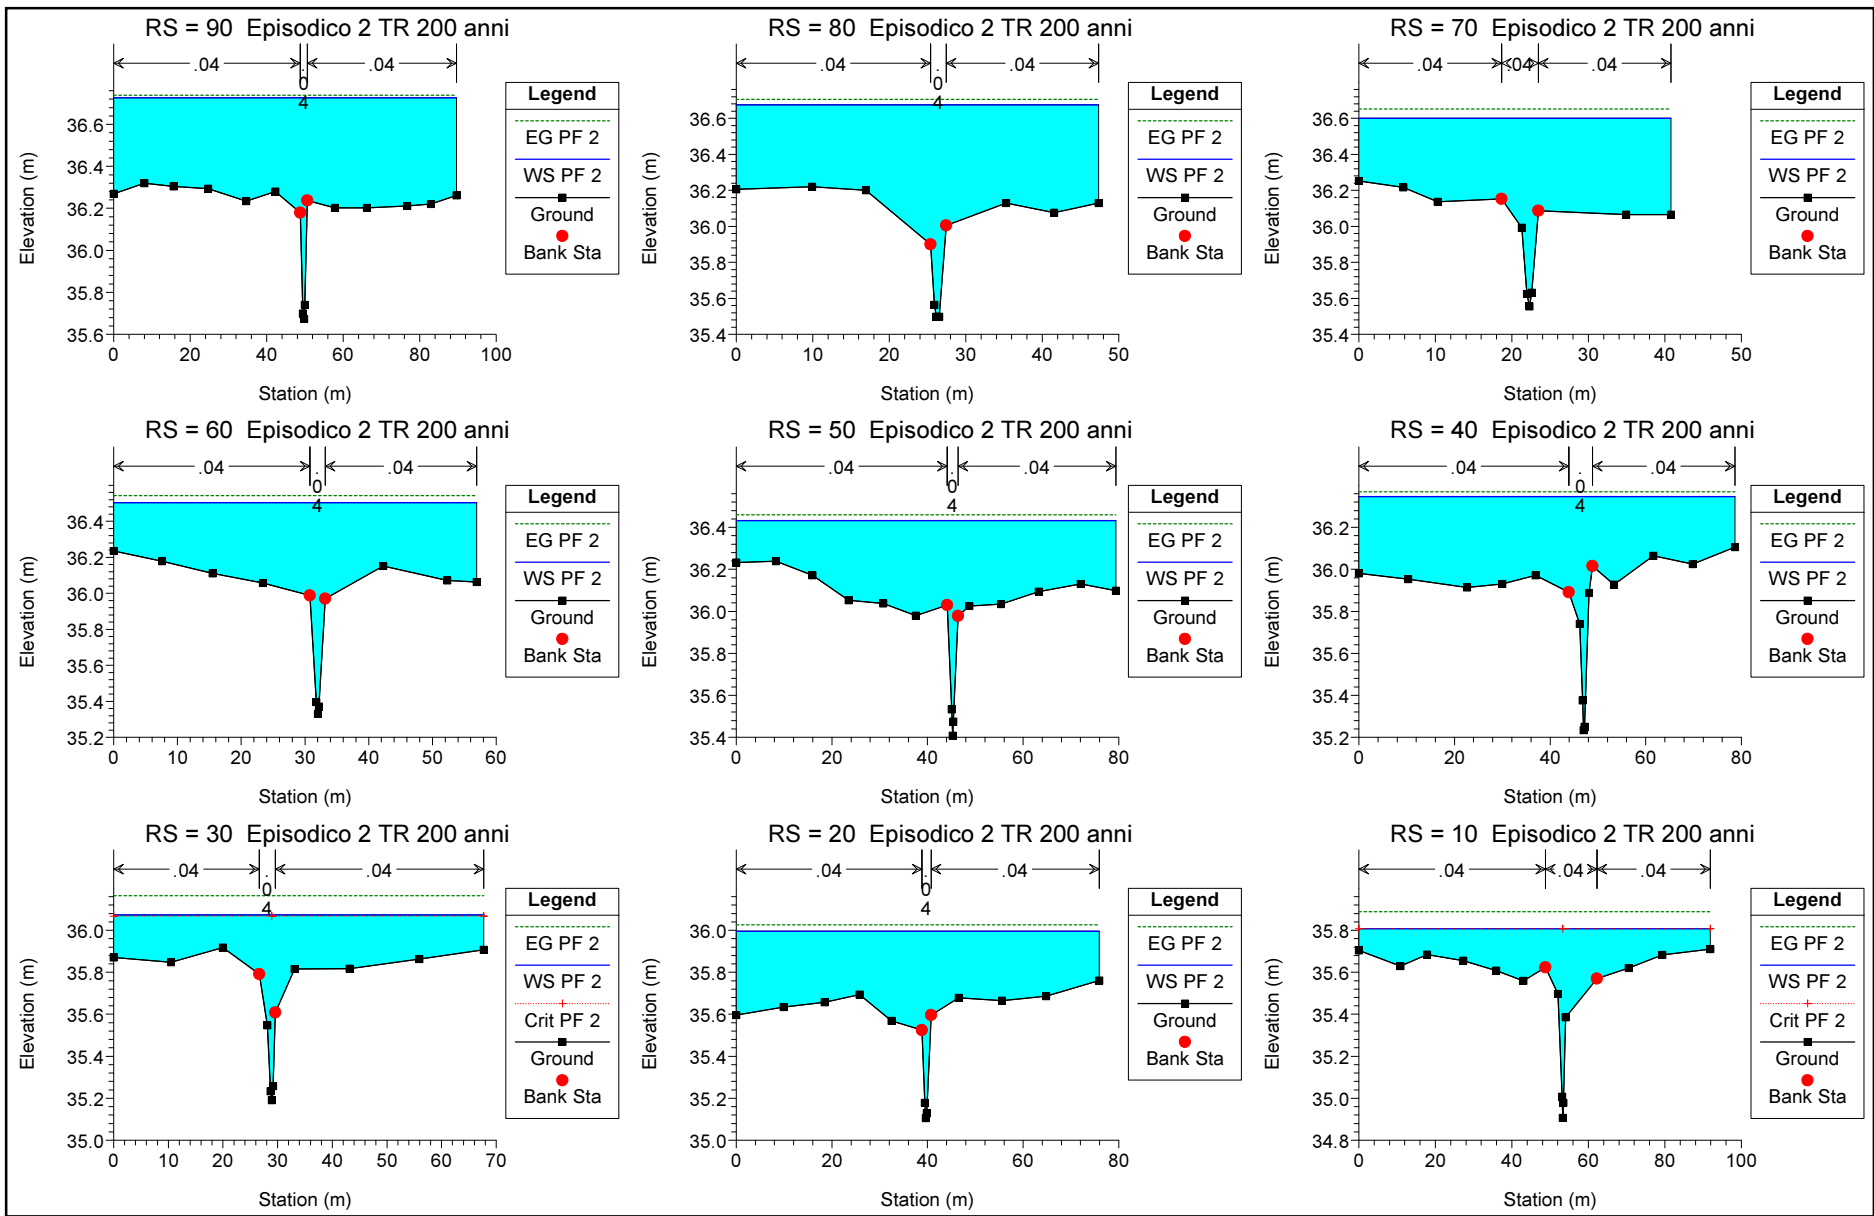 RS = 90 Episodico 2 TR 200 anni
.04 .04 .04
Legend
EG PF 2
WS PF 2
Ground
Bank Sta
36.6
36.4
36.2
36.0
35.8
35.6
0 20 40 60 80 100
Elevation (m)
Station (m)
RS = 80 Episodico 2 TR 200 anni
.04 .04 .04
Legend
EG PF 2
WS PF 2
Ground
Bank Sta
36.6
36.4
36.2
36.0
35.8
35.6
35.4
0 10 20 30 40 50
Elevation (m)
Station (m)
RS = 70 Episodico 2 TR 200 anni
.04 .04 .04
Legend
EG PF 2
WS PF 2
Ground
Bank Sta
36.6
36.4
36.2
36.0
35.8
35.6
35.4
0 10 20 30 40 50
Elevation (m)
Station (m)
RS = 60 Episodico 2 TR 200 anni
.04 .04 .04
Legend
EG PF 2
WS PF 2
Ground
Bank Sta
36.4
36.2
36.0
35.8
35.6
35.4
35.2
0 10 20 30 40 50 60
Elevation (m)
Station (m)
RS = 50 Episodico 2 TR 200 anni
.04 .04 .04
Legend
EG PF 2
WS PF 2
Ground
Bank Sta
36.4
36.2
36.0
35.8
35.6
35.4
0 20 40 60 80
Elevation (m)
Station (m)
RS = 40 Episodico 2 TR 200 anni
.04 .04 .04
Legend
EG PF 2
WS PF 2
Ground
Bank Sta
36.2
36.0
35.8
35.6
35.4
35.2
0 20 40 60 80
Elevation (m)
Station (m)
RS = 30 Episodico 2 TR 200 anni
.04 .04 .04
Legend
EG PF 2
WS PF 2
Crit PF 2
Ground
Bank Sta
36.0
35.8
35.6
35.4
35.2
35.0
0 10 20 30 40 50 60 70
Elevation (m)
Station (m)
RS = 20 Episodico 2 TR 200 anni
.04 .04 .04
Legend
EG PF 2
WS PF 2
Ground
Bank Sta
36.0
35.8
35.6
35.4
35.2
35.0
0 20 40 60 80
Elevation (m)
Station (m)
RS = 10 Episodico 2 TR 200 anni
.04 .04 .04
Legend
EG PF 2
WS PF 2
Crit PF 2
Ground
Bank Sta
35.8
35.6
35.4
35.2
35.0
34.8
0 20 40 60 80 100
Elevation (m)
Station (m)